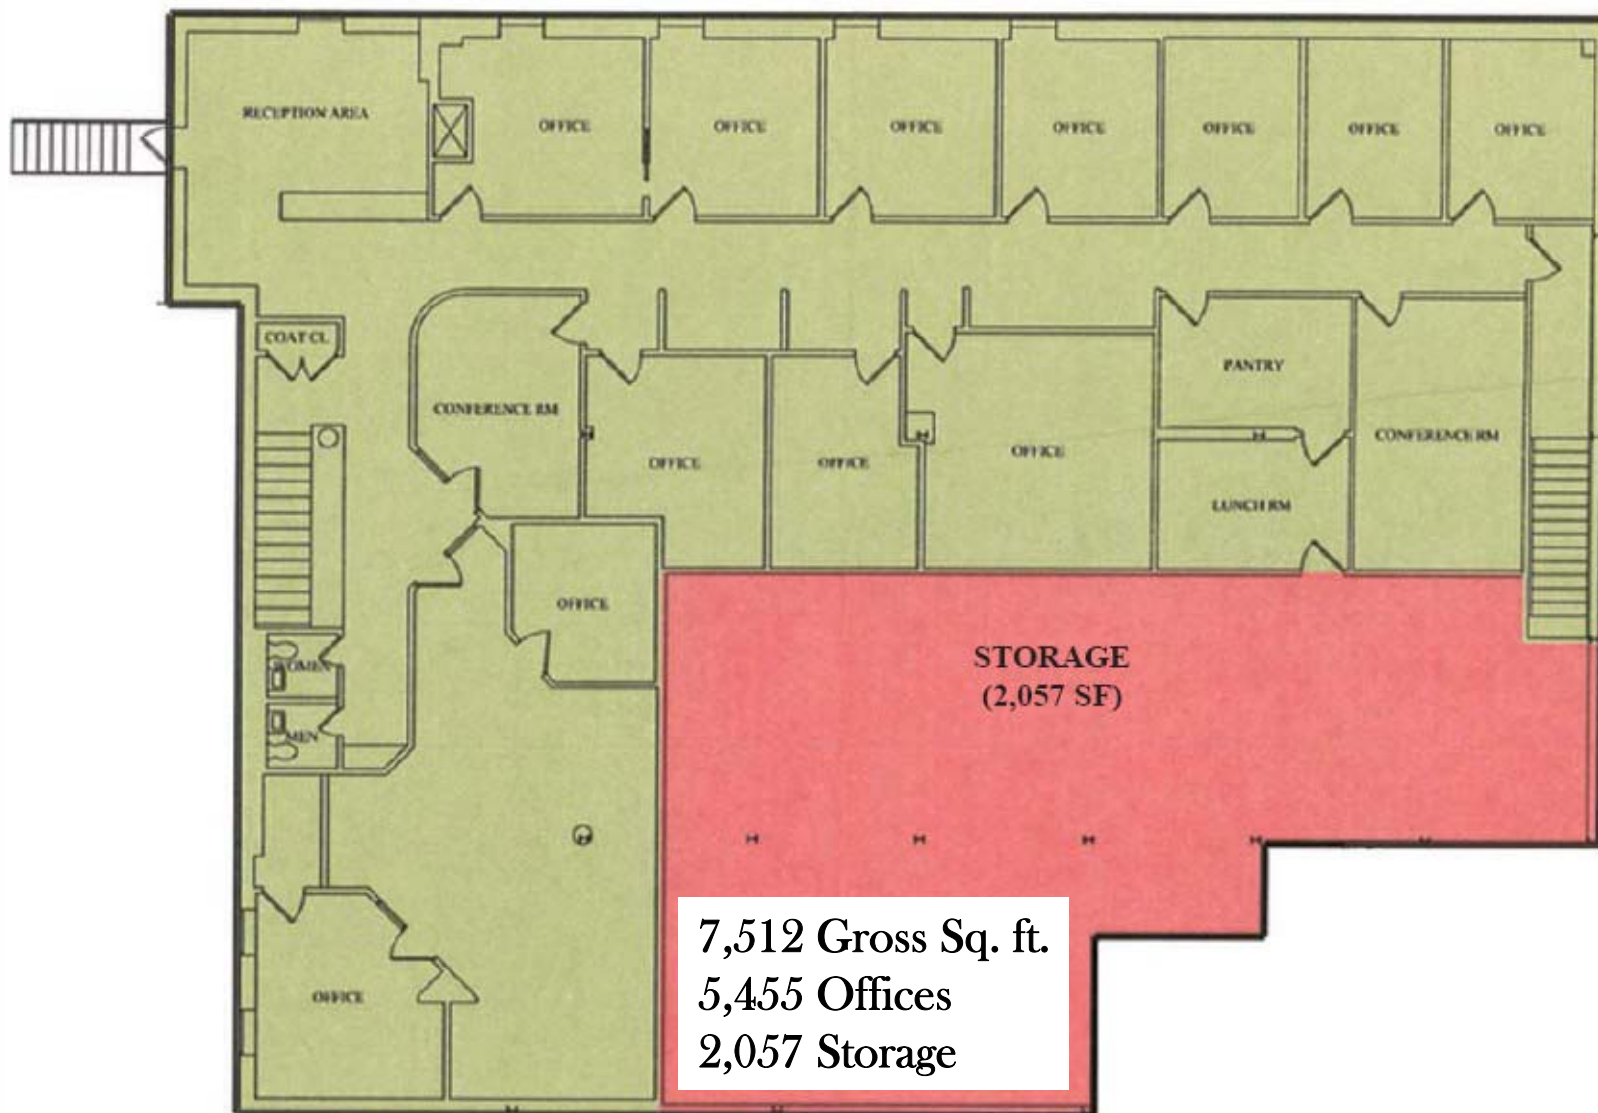 RECEPTION AREA
OFFICE
OFFICE
OFFICE
OFFICE
OFFICE
OFFICE
OFFICE
COAT CL.
CONFERENCE RM
OFFICE
OFFICE
OFFICE
PANTRY
CONFERENCE RM
LUNCH RM
OFFICE
WOMEN
MEN
STORAGE
(2,057 SF)
OFFICE
7,512 Gross Sq. ft.
5,455 Offices
2,057 Storage